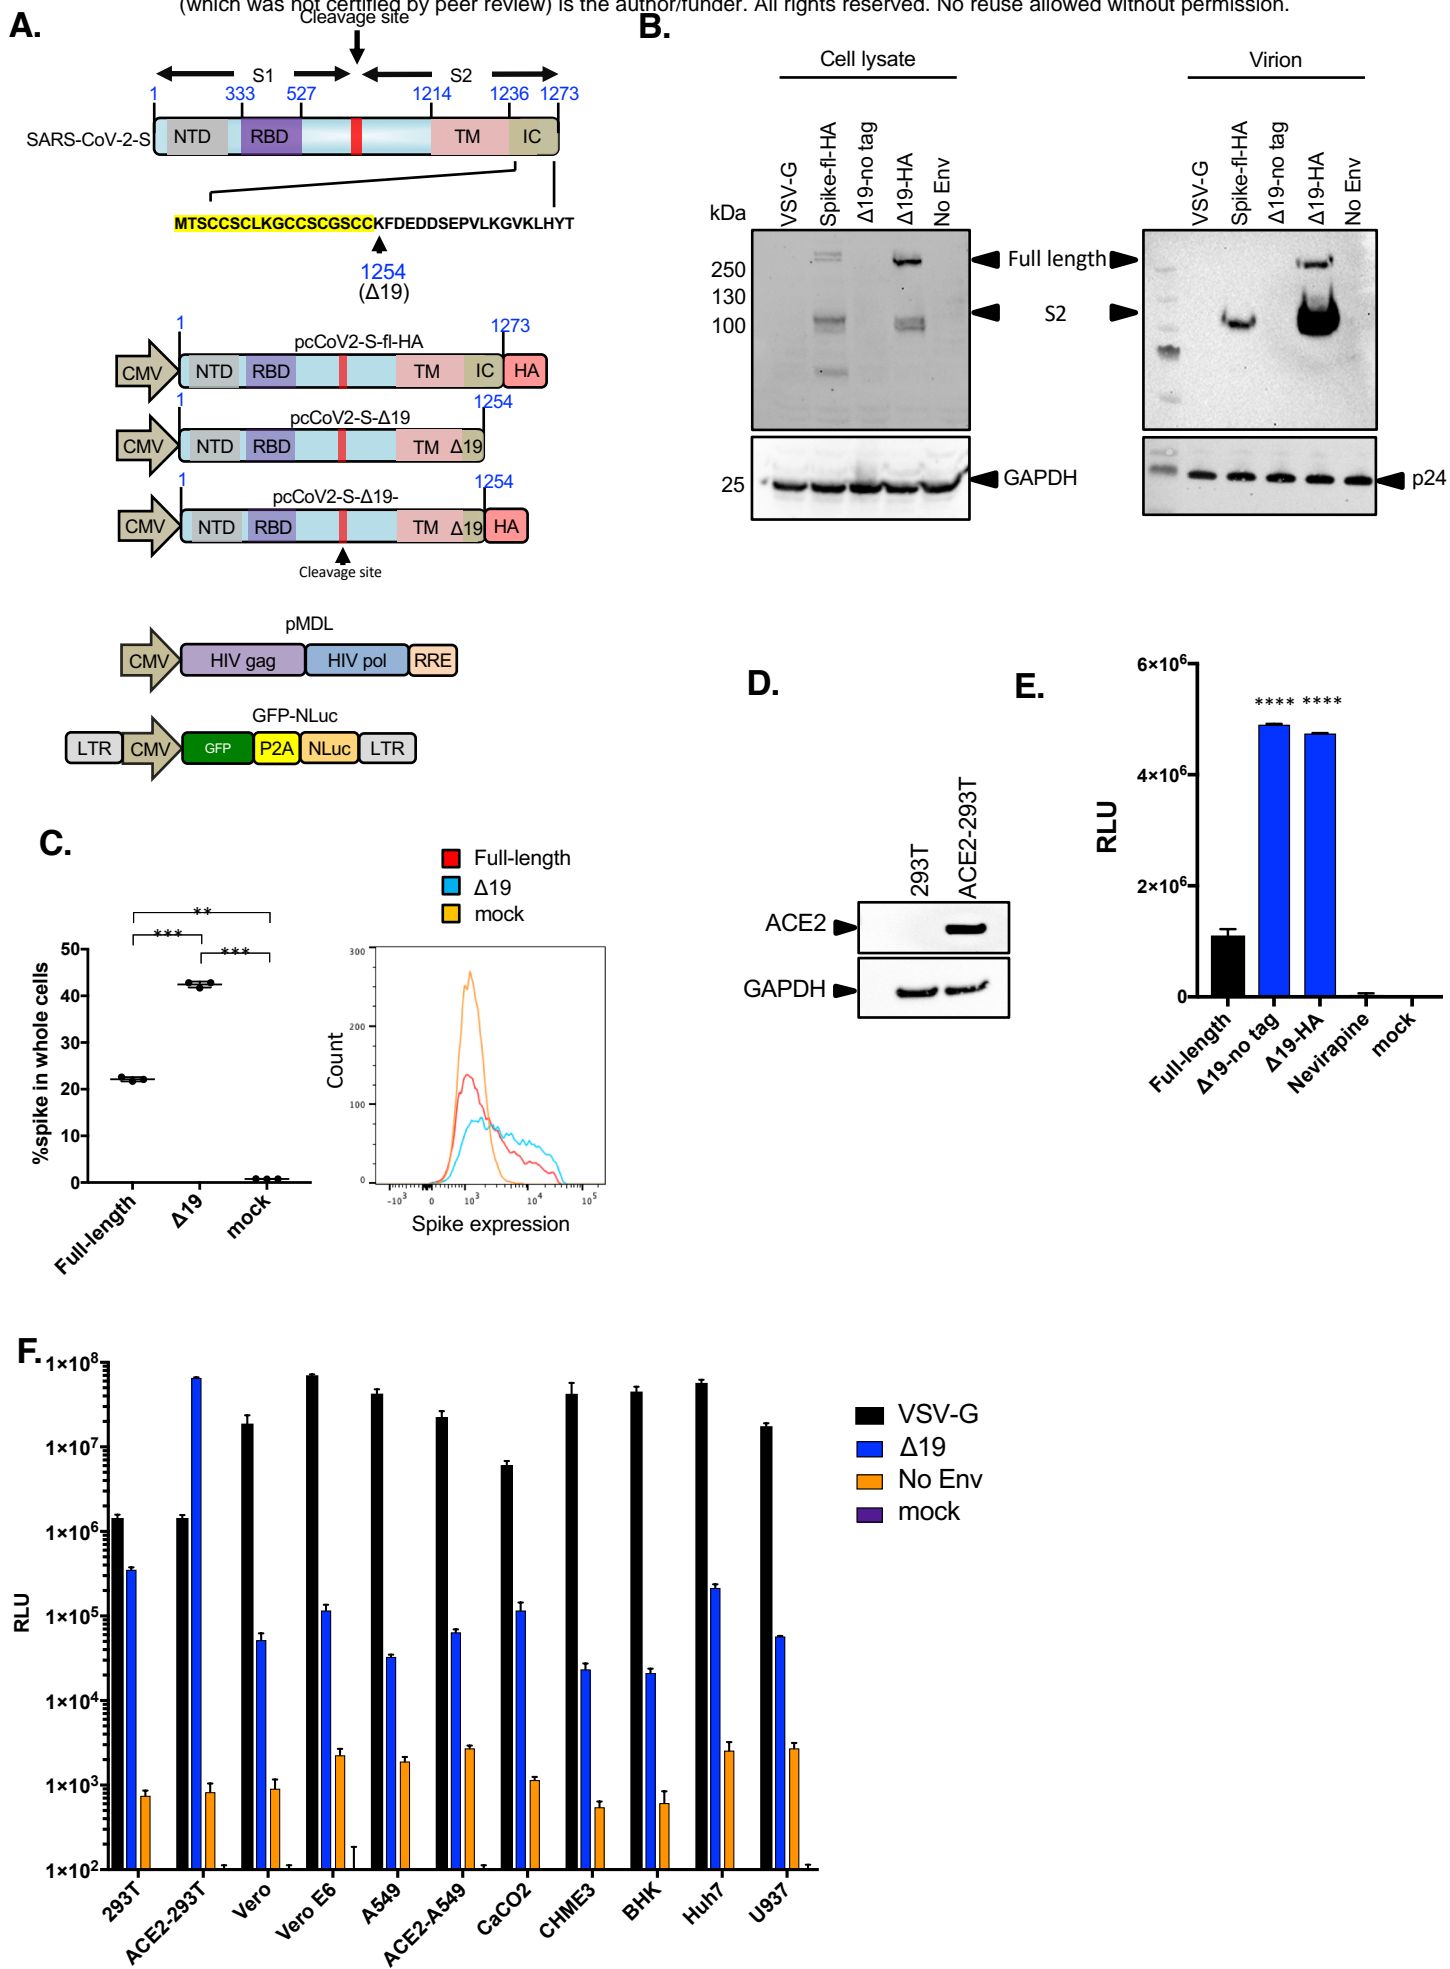 (which was not certified by peer review) is the author/funder. All rights reserved. No reuse allowed without permission.
A.
Cleavage site
S1 S2
1 333 527 1214 1236 1273
SARS-CoV-2-S NTD RBD TM IC
MTSCCSCLKGCCSCGSCCKFDEDDSEPVLKGVKLHYT
1254
(Δ19)
1 1273
pcCoV2-S-fl-HA
CMV NTD RBD TM IC HA
1 1254
pcCoV2-S-Δ19
CMV NTD RBD TM Δ19
1 1254
pcCoV2-S-Δ19-
CMV NTD RBD TM Δ19 HA
Cleavage site
pMDL
CMV HIV gag HIV pol RRE
GFP-NLuc
LTR CMV GFP P2A NLuc LTR
B.
Cell lysate Virion
VSV-G Spike-fl-HA Δ19-no tag Δ19-HA No Env
VSV-G Spike-fl-HA Δ19-no tag Δ19-HA No Env
kDa
250 Full length
130
100 S2
25 GAPDH p24
C.
Full-length
Δ19
mock
**
***
***
%spike in whole cells
50
40
30
20
10
0
Full-length Δ19 mock
Count
300
200
100
0
-10³ 0 10³ 10⁴ 10⁵
Spike expression
D.
293T ACE2-293T
ACE2
GAPDH
E.
RLU
6×10⁶
4×10⁶
2×10⁶
0
**** ****
Full-length Δ19-no tag Δ19-HA Nevirapine mock
F.
RLU
1×10⁸
1×10⁷
1×10⁶
1×10⁵
1×10⁴
1×10³
1×10²
293T ACE2-293T Vero Vero E6 A549 ACE2-A549 CaCO2 CHME3 BHK Huh7 U937
VSV-G
Δ19
No Env
mock